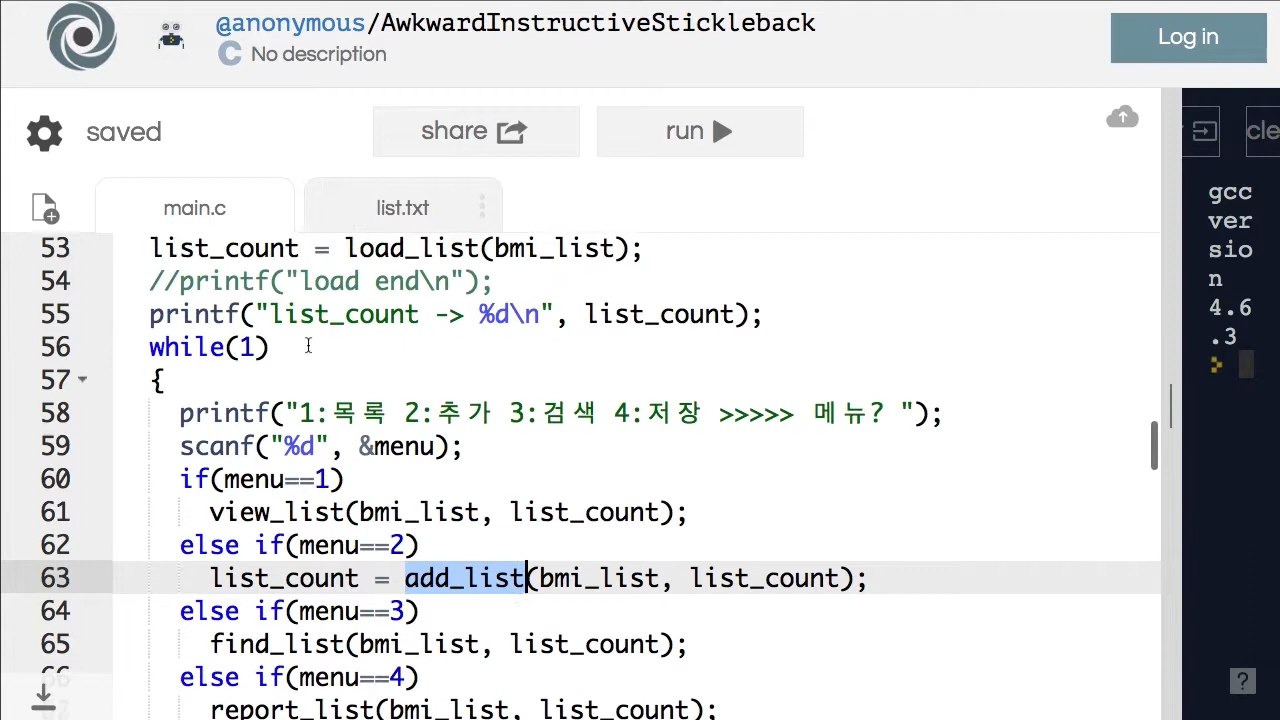 @anonymous/AwkwardInstructiveStickleback
C No description
Log in
saved
share
run
cle
main.c
list.txt
gcc
ver
sio
n
4.6
.3
53 list_count = load_list(bmi_list);
54 //printf("load end\n");
55 printf("list_count -> %d\n", list_count);
56 while(1)
57 {
58 printf("1:목록 2:추가 3:검색 4:저장 >>>>> 메뉴? ");
59 scanf("%d", &menu);
60 if(menu==1)
61 view_list(bmi_list, list_count);
62 else if(menu==2)
63 list_count = add_list(bmi_list, list_count);
64 else if(menu==3)
65 find_list(bmi_list, list_count);
66 else if(menu==4)
report_list(bmi_list, list_count);
?